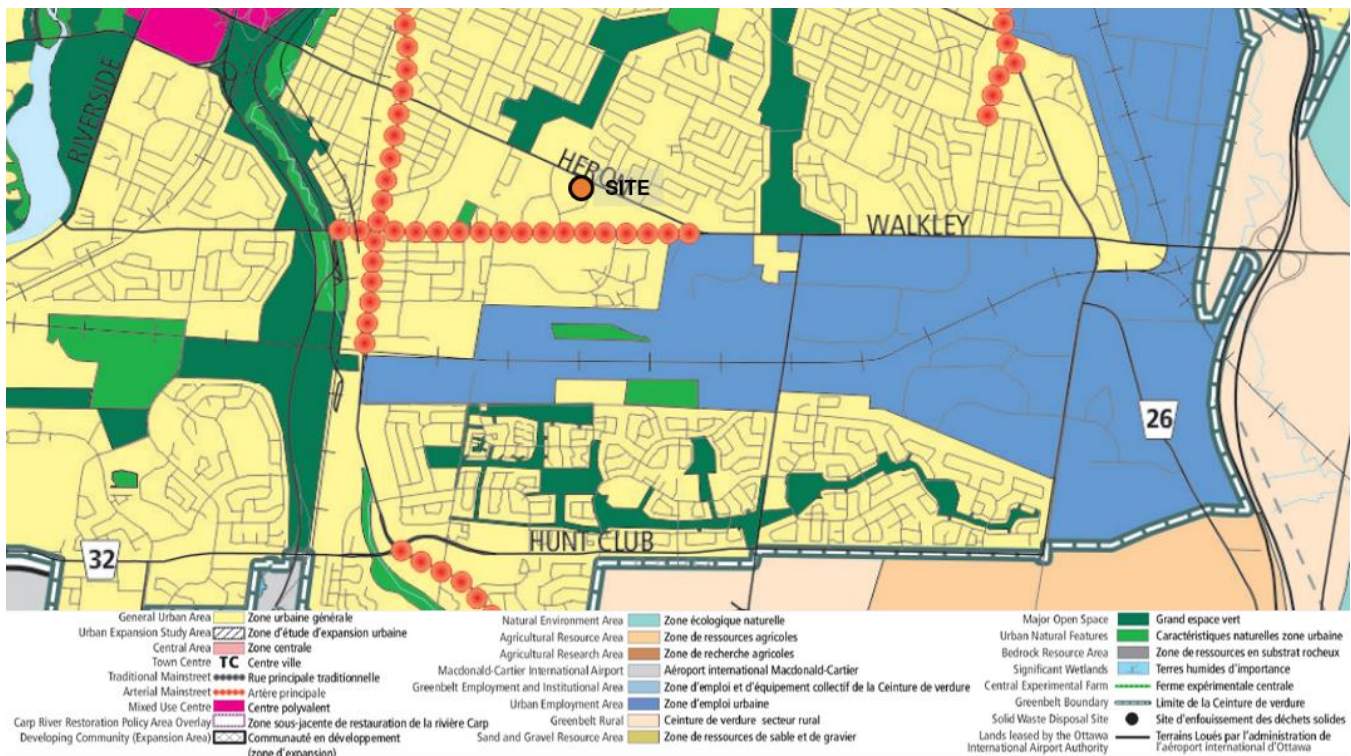 RIVERSIDE
HERON
SITE
WALKLEY
26
HUNT CLUB
32
General Urban Area Zone urbaine générale
Urban Expansion Study Area Zone d'étude d'expansion urbaine
Central Area Zone centrale
Town Centre TC Centre ville
Traditional Mainstreet Rue principale traditionnelle
Arterial Mainstreet Artère principale
Mixed Use Centre Centre polyvalent
Carp River Restoration Policy Area Overlay Zone sous-jacente de restauration de la rivière Carp
Developing Community (Expansion Area) Communauté en développement
(zone d'expansion)
Natural Environment Area Zone écologique naturelle
Agricultural Resource Area Zone de ressources agricoles
Agricultural Research Area Zone de recherche agricoles
Macdonald-Cartier International Airport Aéroport international Macdonald-Cartier
Greenbelt Employment and Institutional Area Zone d'emploi et d'équipement collectif de la Ceinture de verdure
Urban Employment Area Zone d'emploi urbaine
Greenbelt Rural Ceinture de verdure secteur rural
Sand and Gravel Resource Area Zone de ressources de sable et de gravier
Major Open Space Grand espace vert
Urban Natural Features Caractéristiques naturelles zone urbaine
Bedrock Resource Area Zone de ressources en substrat rocheux
Significant Wetlands Terres humides d'importance
Central Experimental Farm Ferme expérimentale centrale
Greenbelt Boundary Limite de la Ceinture de verdure
Solid Waste Disposal Site Site d'enfouissement des déchets solides
Lands leased by the Ottawa Terrains Loués par l'administration de
International Airport Authority l'aéroport international d'Ottawa